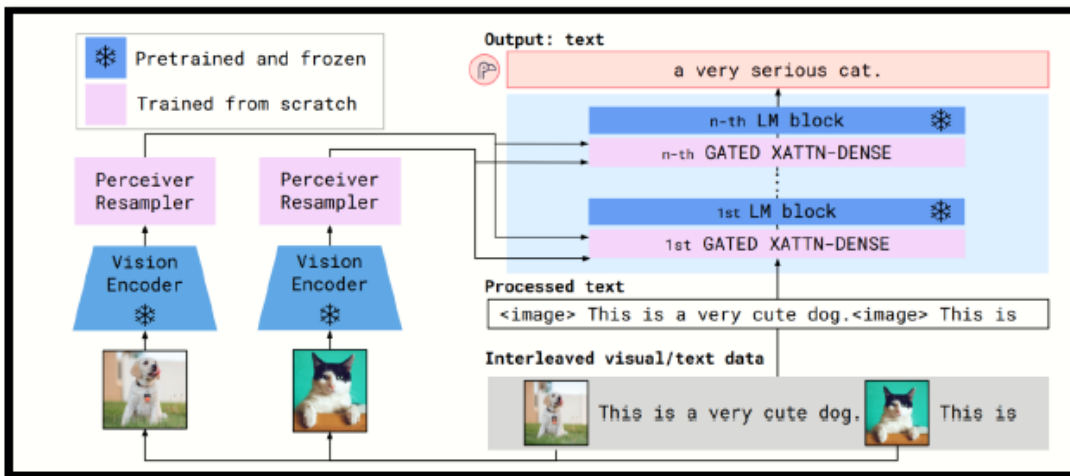 Pretrained and frozen
Trained from scratch
Perceiver
Resampler
Perceiver
Resampler
Vision
Encoder
Vision
Encoder
Output: text
a very serious cat.
n-th LM block
n-th GATED XATTN-DENSE
1st LM block
1st GATED XATTN-DENSE
Processed text
<image> This is a very cute dog.<image> This is
Interleaved visual/text data
This is a very cute dog. This is